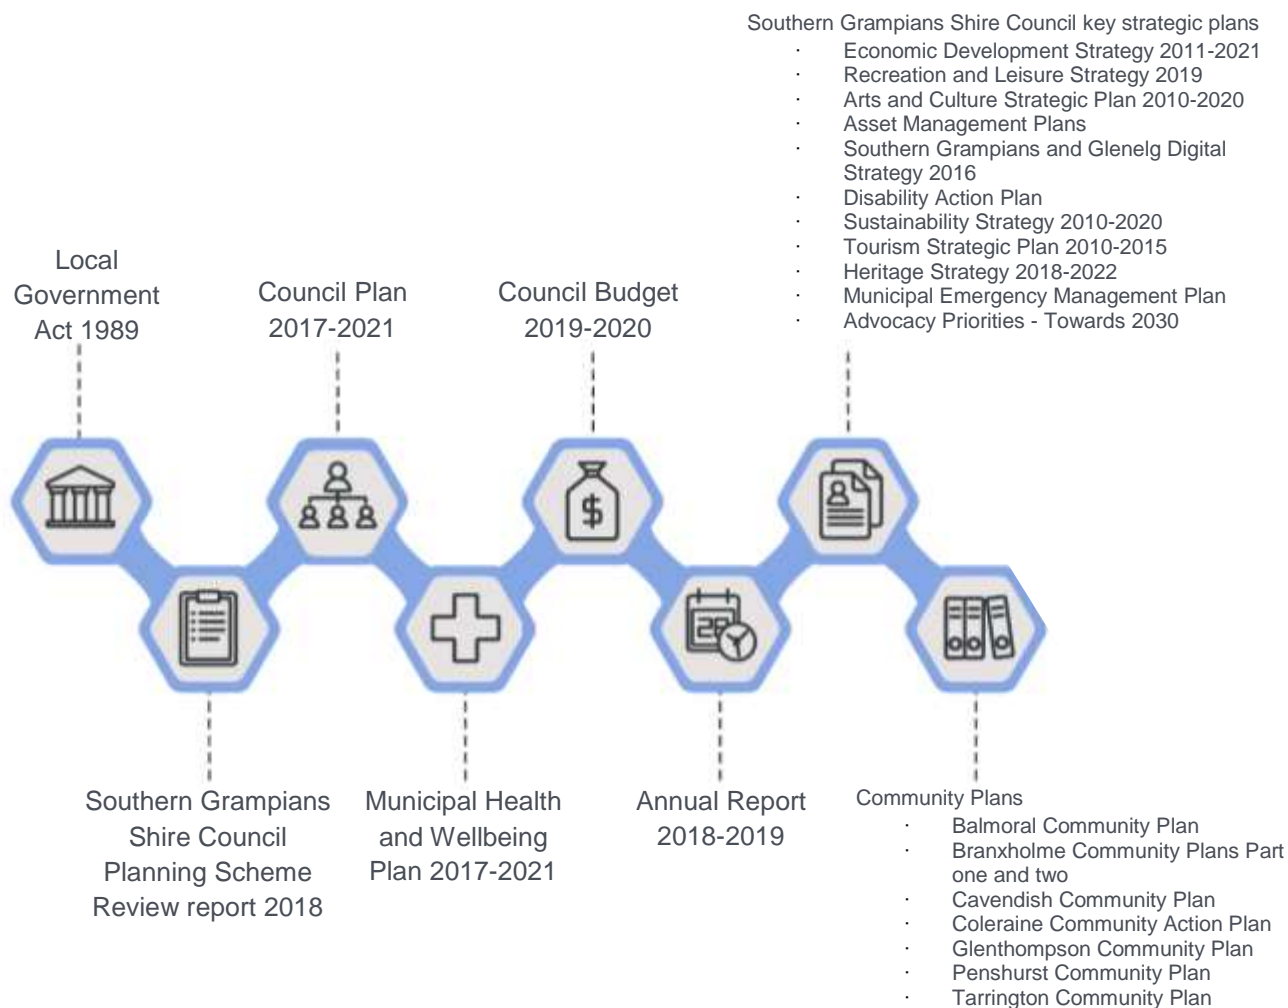 Southern Grampians Shire Council key strategic plans
· Economic Development Strategy 2011-2021
· Recreation and Leisure Strategy 2019
· Arts and Culture Strategic Plan 2010-2020
· Asset Management Plans
· Southern Grampians and Glenelg Digital
Strategy 2016
· Disability Action Plan
· Sustainability Strategy 2010-2020
· Tourism Strategic Plan 2010-2015
· Heritage Strategy 2018-2022
· Municipal Emergency Management Plan
· Advocacy Priorities - Towards 2030
Local
Government
Act 1989
Council Plan
2017-2021
Council Budget
2019-2020
$
28
Southern Grampians
Shire Council
Planning Scheme
Review report 2018
Municipal Health
and Wellbeing
Plan 2017-2021
Annual Report
2018-2019
Community Plans
· Balmoral Community Plan
· Branxholme Community Plans Part
one and two
· Cavendish Community Plan
· Coleraine Community Action Plan
· Glenthompson Community Plan
· Penshurst Community Plan
· Tarrington Community Plan